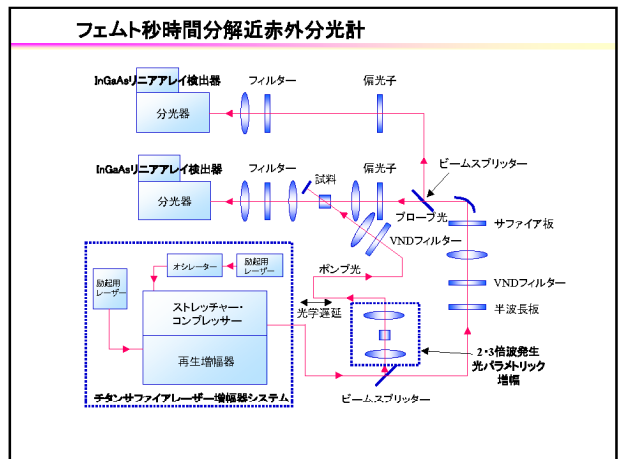 フェムト秒時間分解近赤外分光計
InGaAsリニアアレイ検出器
フィルター
偏光子
分光器
ビームスプリッター
InGaAsリニアアレイ検出器
フィルター
試料
偏光子
分光器
プローブ光
サファイア板
VNDフィルター
ポンプ光
励起用
レーザー
オシレーター
励起用
レーザー
VNDフィルター
ストレッチャー・
コンプレッサー
光学遅延
半波長板
再生増幅器
2・3倍波発生
光パラメトリック
増幅
チタンサファイアレーザー増幅器システム
ビームスプリッター